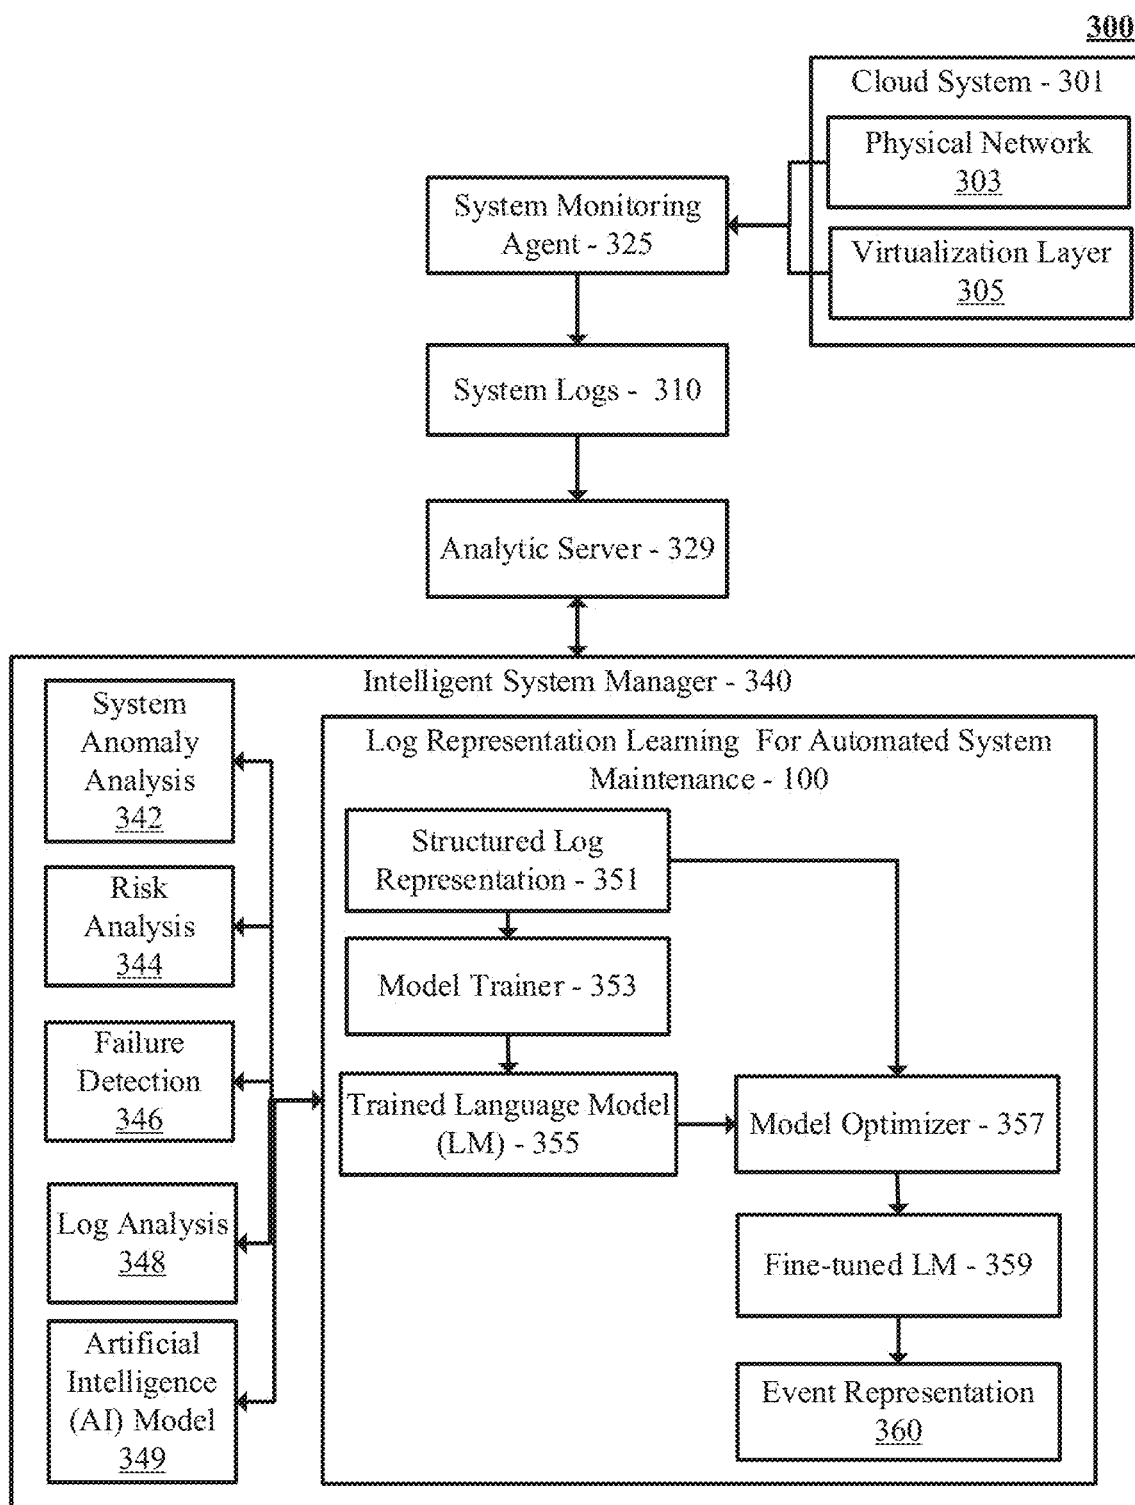 300
Cloud System - 301
Physical Network
303
Virtualization Layer
305
System Monitoring
Agent - 325
System Logs - 310
Analytic Server - 329
Intelligent System Manager - 340
System
Anomaly
Analysis
342
Risk
Analysis
344
Failure
Detection
346
Log Analysis
348
Artificial
Intelligence
(AI) Model
349
Log Representation Learning For Automated System
Maintenance - 100
Structured Log
Representation - 351
Model Trainer - 353
Trained Language Model
(LM) - 355
Model Optimizer - 357
Fine-tuned LM - 359
Event Representation
360